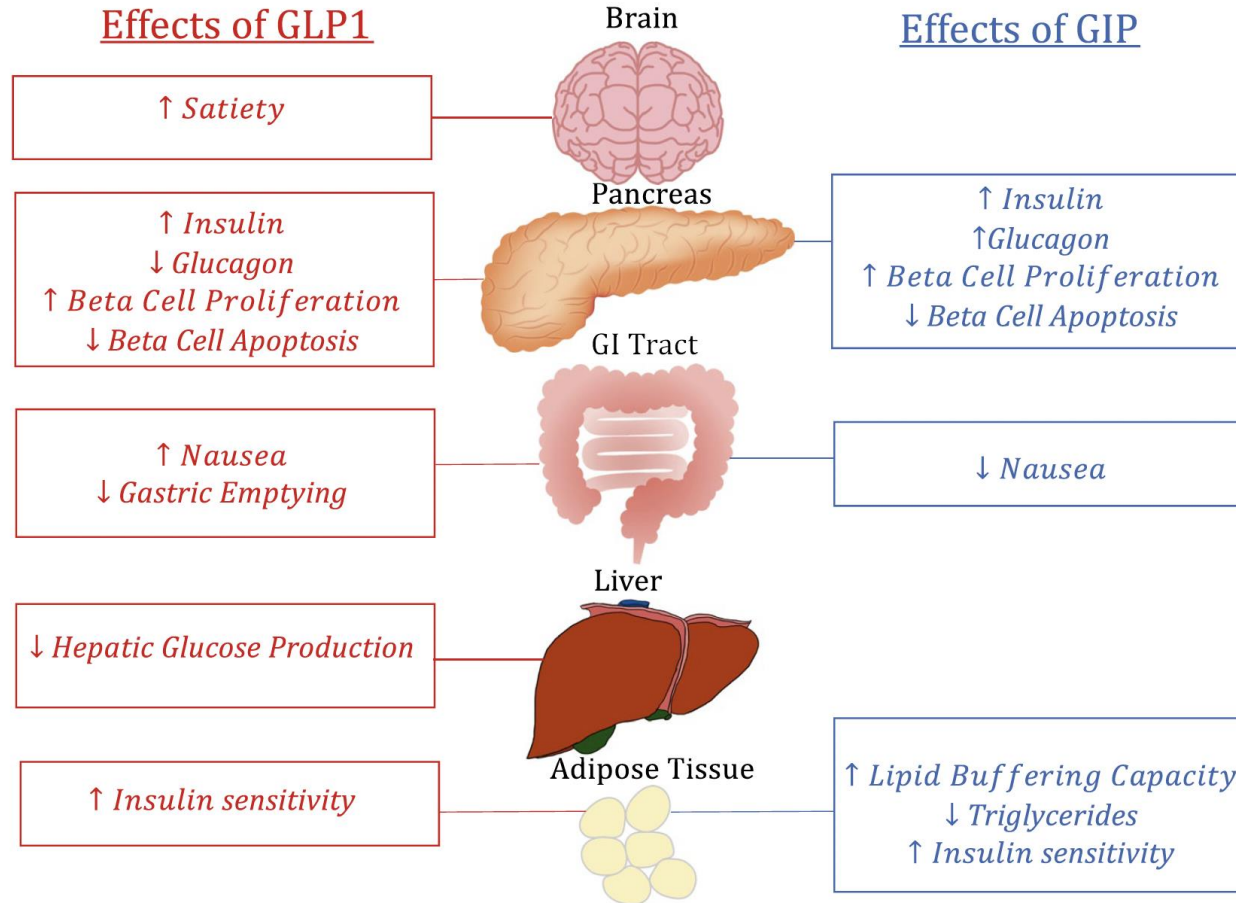 Effects of GLP1
Brain
Effects of GIP
↑ Satiety
Pancreas
↑ Insulin
↓ Glucagon
↑ Beta Cell Proliferation
↓ Beta Cell Apoptosis
↑ Insulin
↑Glucagon
↑ Beta Cell Proliferation
↓ Beta Cell Apoptosis
GI Tract
↑ Nausea
↓ Gastric Emptying
↓ Nausea
Liver
↓ Hepatic Glucose Production
Adipose Tissue
↑ Insulin sensitivity
↑ Lipid Buffering Capacity
↓ Triglycerides
↑ Insulin sensitivity